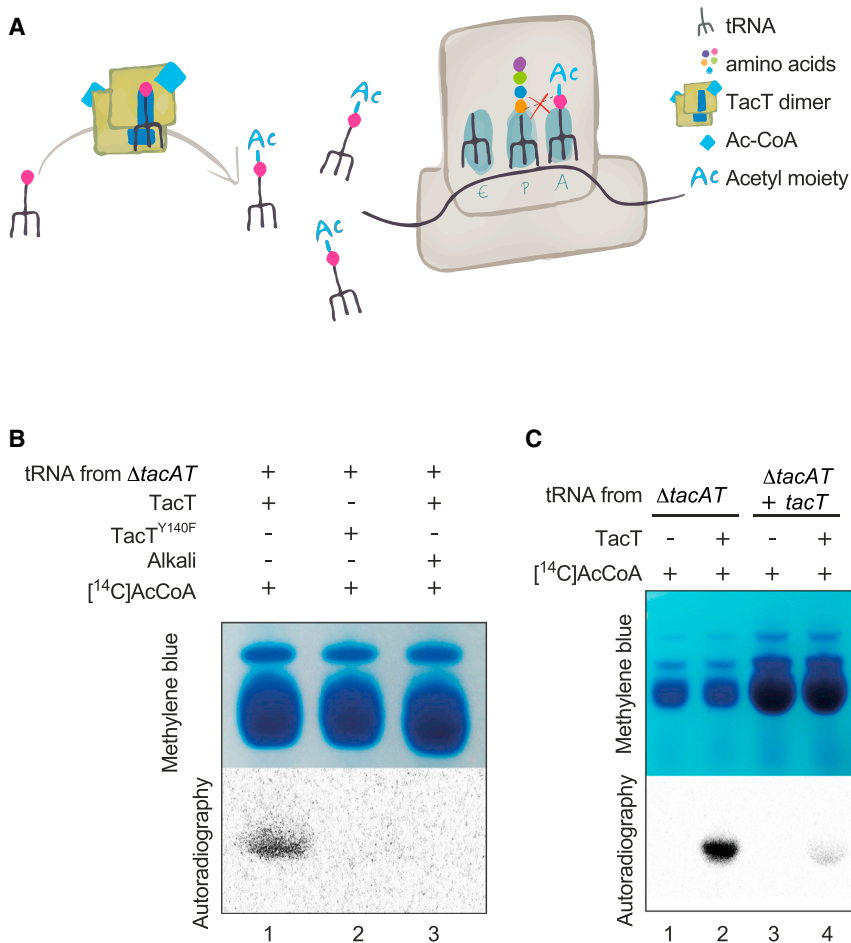 A
Ac
Ac
Ac
Ac
E P A
tRNA
amino acids
TacT dimer
Ac-CoA
Ac Acetyl moiety
B
tRNA from ΔtacAT + + +
TacT + - +
TacTY140F - + -
Alkali - - +
[14C]AcCoA + + +
Methylene blue
Autoradiography
1 2 3
C
tRNA from ΔtacAT ΔtacAT
+ tacT
TacT - + - +
[14C]AcCoA + + + +
Methylene blue
Autoradiography
1 2 3 4